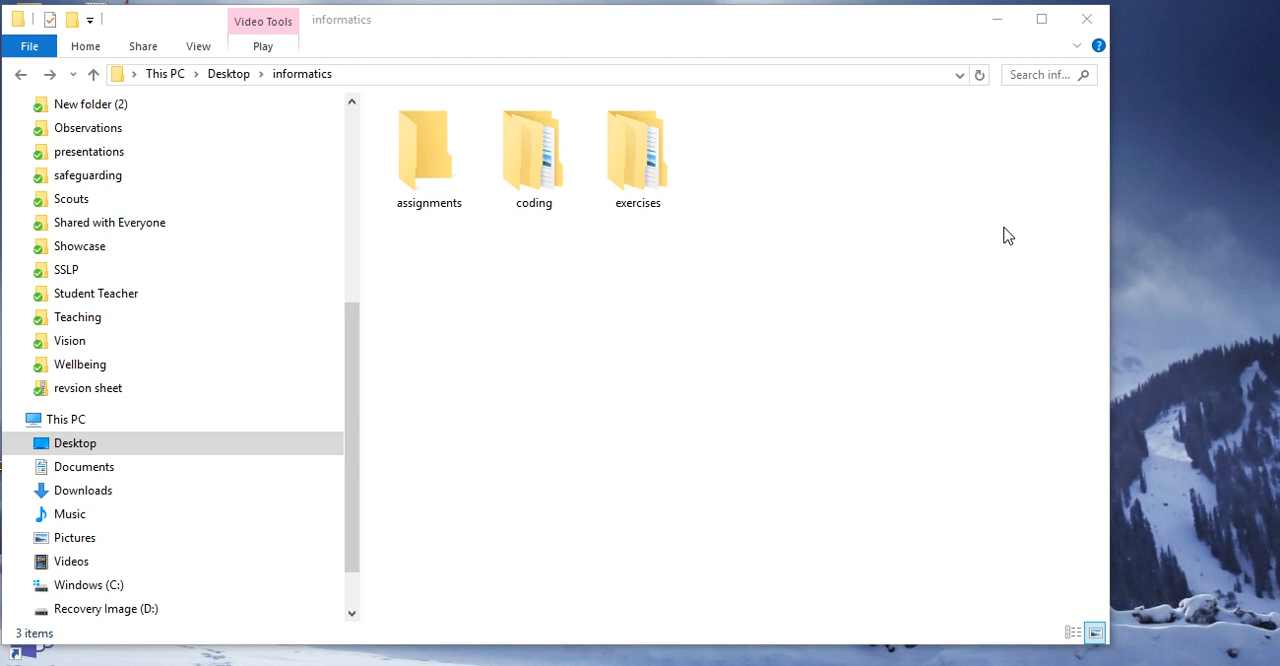 Video Tools
informatics
File
Home
Share
View
Play
This PC
Desktop
informatics
Search inf...
New folder (2)
Observations
presentations
safeguarding
Scouts
Shared with Everyone
Showcase
SSLP
Student Teacher
Teaching
Vision
Wellbeing
revsion sheet
This PC
Desktop
Documents
Downloads
Music
Pictures
Videos
Windows (C:)
Recovery Image (D:)
assignments
coding
exercises
3 items